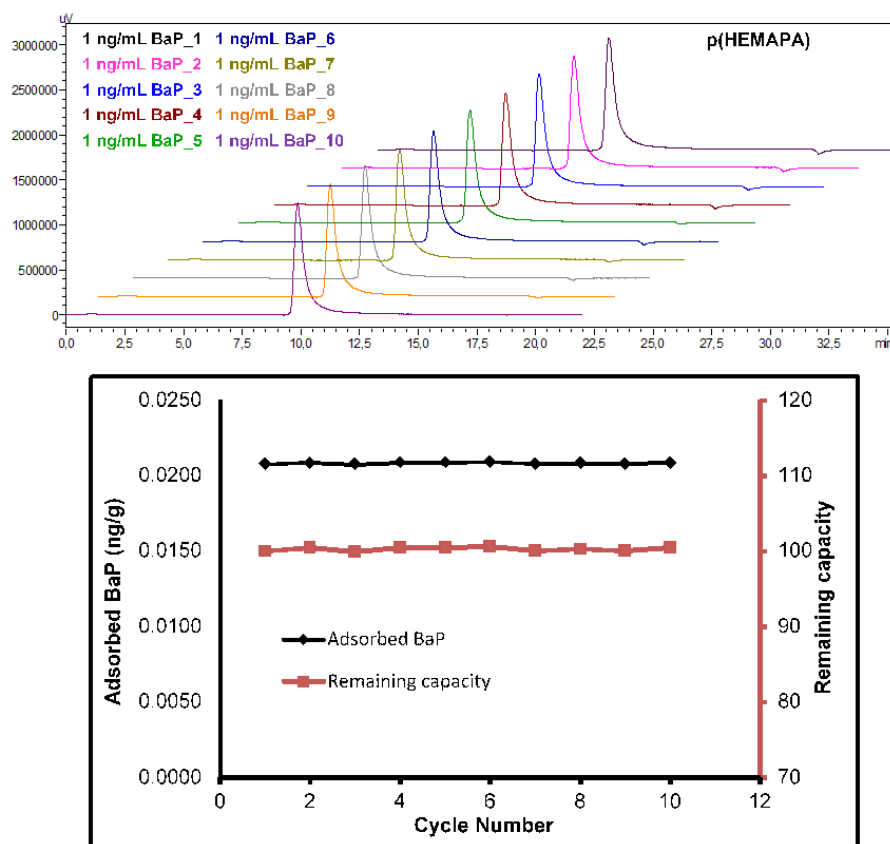 uV
3000000
2500000
2000000
1500000
1000000
500000
0
1 ng/mL BaP_1 1 ng/mL BaP_6
1 ng/mL BaP_2 1 ng/mL BaP_7
1 ng/mL BaP_3 1 ng/mL BaP_8
1 ng/mL BaP_4 1 ng/mL BaP_9
1 ng/mL BaP_5 1 ng/mL BaP_10
p(HEMAPA)
0,0 2,5 5,0 7,5 10,0 12,5 15,0 17,5 20,0 22,5 25,0 27,5 30,0 32,5 min
Adsorbed BaP (ng/g)
0.0250
0.0200
0.0150
0.0100
0.0050
0.0000
Adsorbed BaP
Remaining capacity
120
110
100
90
80
70
Remaining capacity
0 2 4 6 8 10 12
Cycle Number